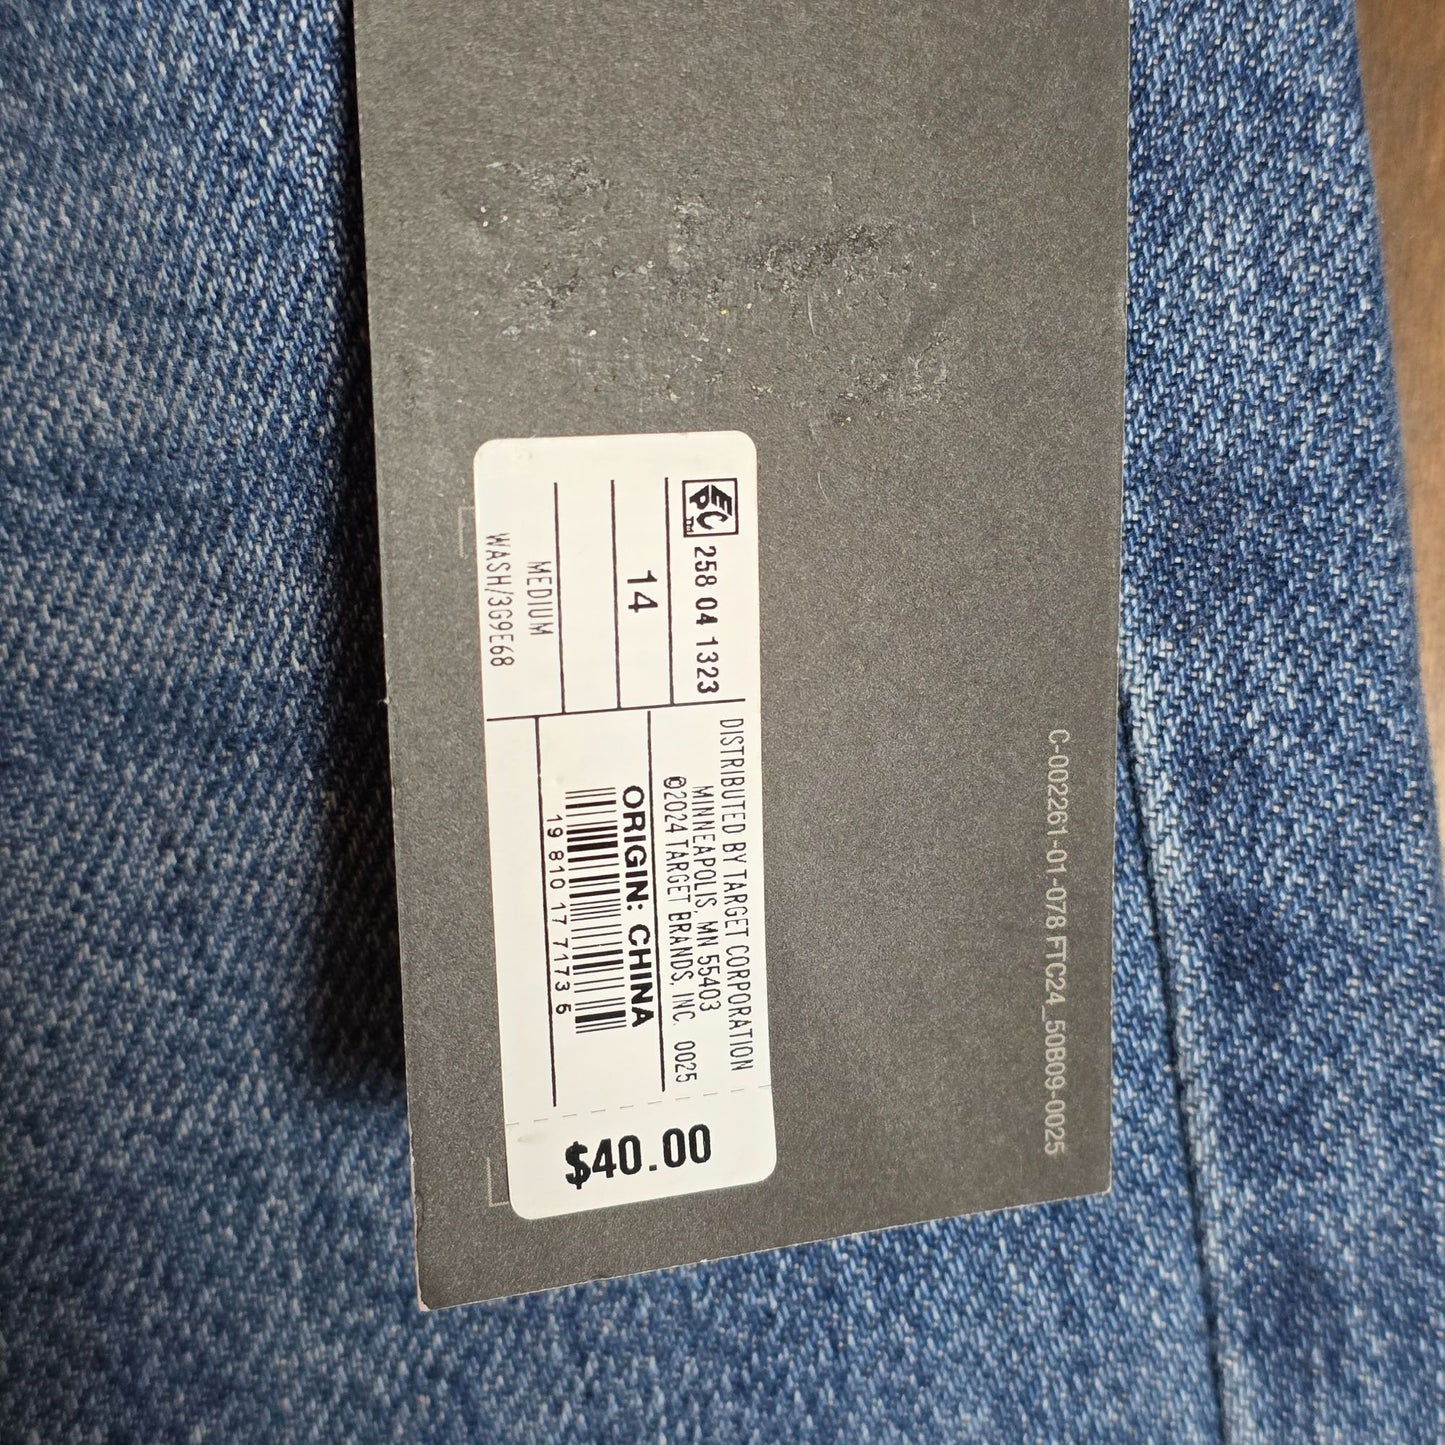 EPC TM
258 04 1323
14
MEDIUM
WASH/3G9E68
DISTRIBUTED BY TARGET CORPORATION
MINNEAPOLIS, MN 55403
©2024 TARGET BRANDS, INC. 0025
ORIGIN: CHINA
19 810 17 7173 6
$40.00
C-002261-01-078 FTC24_50B09-0025